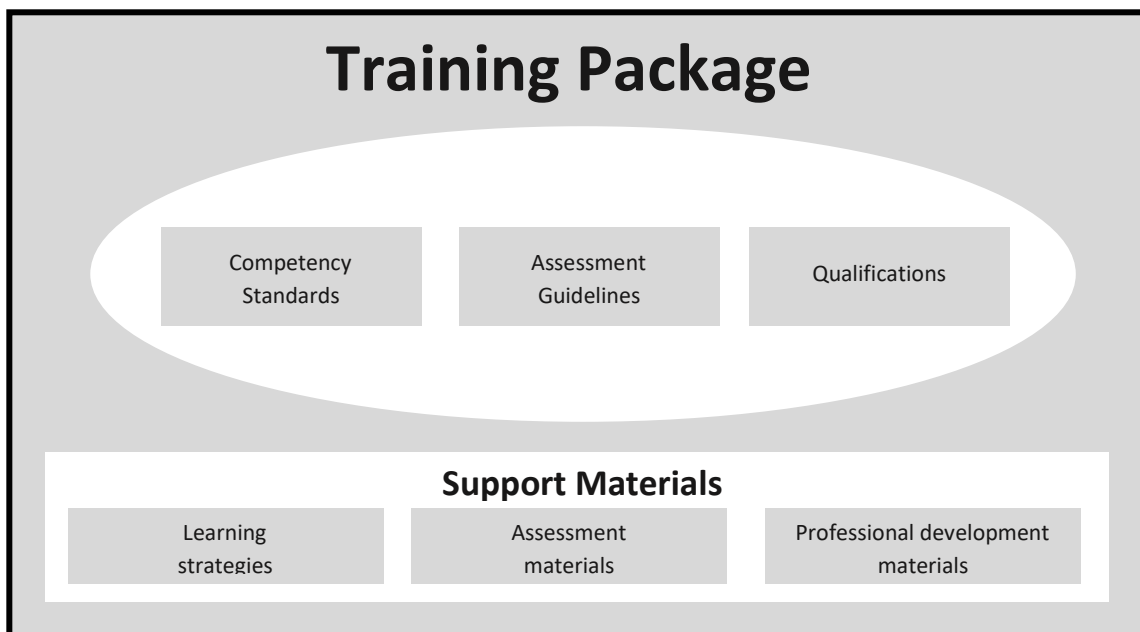 Training Package
Competency
Standards
Assessment
Guidelines
Qualifications
Support Materials
Learning
strategies
Assessment
materials
Professional development
materials